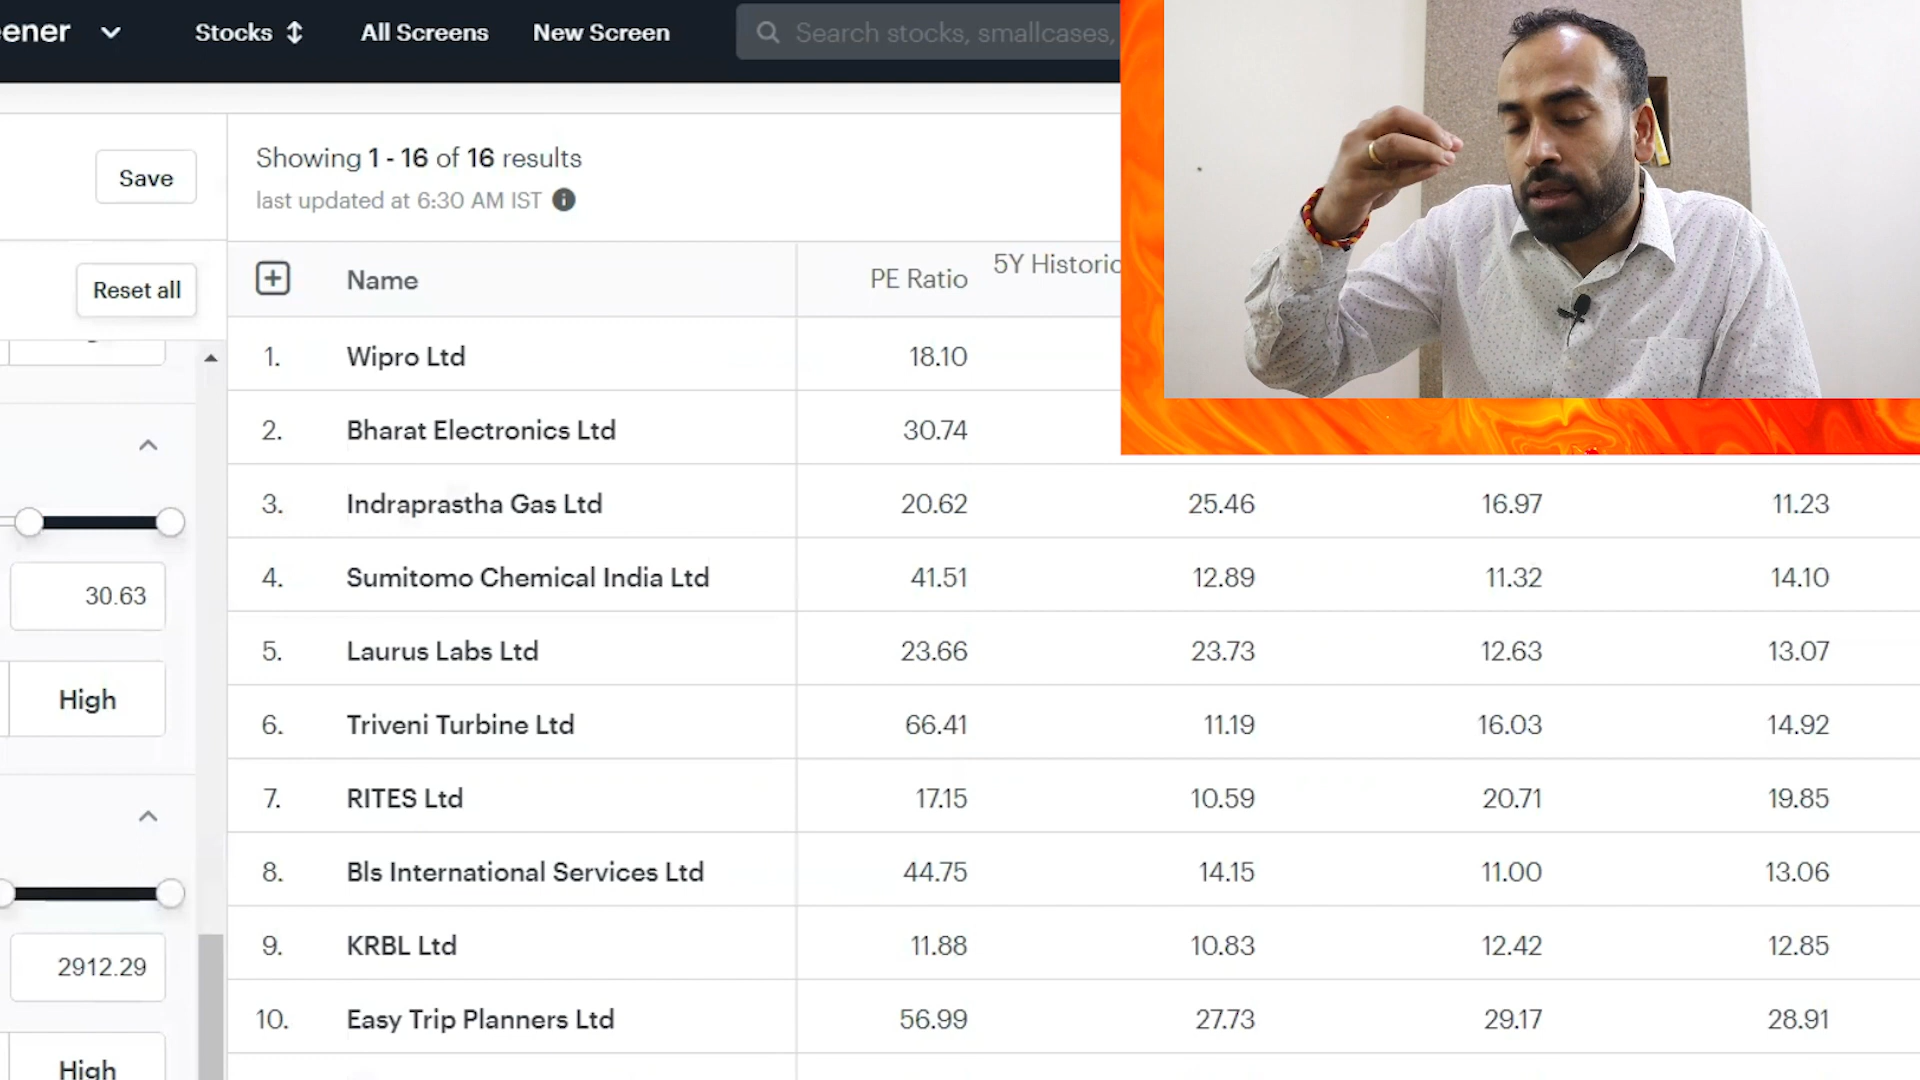 ener Stocks All Screens New Screen Search stocks, smallcases,
Save
Showing 1 - 16 of 16 results
last updated at 6:30 AM IST
Reset all
Name PE Ratio 5Y Historic
1. Wipro Ltd 18.10
2. Bharat Electronics Ltd 30.74
3. Indraprastha Gas Ltd 20.62 25.46 16.97 11.23
30.63
4. Sumitomo Chemical India Ltd 41.51 12.89 11.32 14.10
5. Laurus Labs Ltd 23.66 23.73 12.63 13.07
High
6. Triveni Turbine Ltd 66.41 11.19 16.03 14.92
7. RITES Ltd 17.15 10.59 20.71 19.85
8. Bls International Services Ltd 44.75 14.15 11.00 13.06
2912.29
9. KRBL Ltd 11.88 10.83 12.42 12.85
10. Easy Trip Planners Ltd 56.99 27.73 29.17 28.91
High